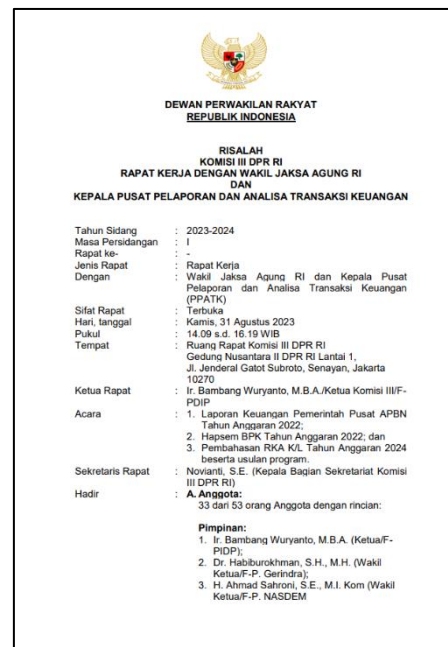 DEWAN PERWAKILAN RAKYAT
REPUBLIK INDONESIA
RISALAH
KOMISI III DPR RI
RAPAT KERJA DENGAN WAKIL JAKSA AGUNG RI
DAN
KEPALA PUSAT PELAPORAN DAN ANALISA TRANSAKSI KEUANGAN
Tahun Sidang : 2023-2024
Masa Persidangan : I
Rapat ke- : -
Jenis Rapat : Rapat Kerja
Dengan : Wakil Jaksa Agung RI dan Kepala Pusat
Pelaporan dan Analisa Transaksi Keuangan
(PPATK)
Sifat Rapat : Terbuka
Hari, tanggal : Kamis, 31 Agustus 2023
Pukul : 14.09 s.d. 16.19 WIB
Tempat : Ruang Rapat Komisi III DPR RI
Gedung Nusantara II DPR RI Lantai 1,
Jl. Jenderal Gatot Subroto, Senayan, Jakarta
10270
Ketua Rapat : Ir. Bambang Wuryanto, M.B.A./Ketua Komisi III/F-
PDIP
Acara : 1. Laporan Keuangan Pemerintah Pusat APBN
Tahun Anggaran 2022;
2. Hapsem BPK Tahun Anggaran 2022; dan
3. Pembahasan RKA K/L Tahun Anggaran 2024
beserta usulan program.
Sekretaris Rapat : Novianti, S.E. (Kepala Bagian Sekretariat Komisi
III DPR RI)
Hadir : A. Anggota:
33 dari 53 orang Anggota dengan rincian:
Pimpinan:
1. Ir. Bambang Wuryanto, M.B.A. (Ketua/F-
PIDP);
2. Dr. Habiburokhman, S.H., M.H. (Wakil
Ketua/F-P. Gerindra);
3. H. Ahmad Sahroni, S.E., M.I. Kom (Wakil
Ketua/F-P. NASDEM